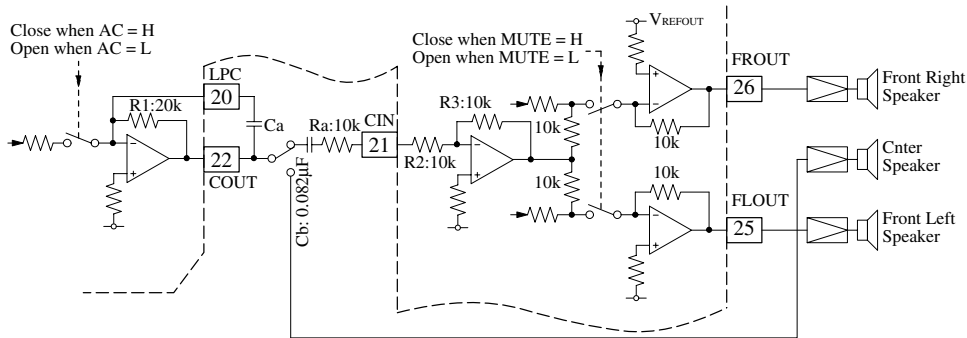 Close when AC = H
Open when AC = L
LPC
20
R1:20k
Ca
22
COUT
Ra:10k
Cb: 0.082μF
CIN
21
R2:10k
R3:10k
Close when MUTE = H
Open when MUTE = L
10k
10k
VREFOUT
10k
10k
FROUT
26
FLOUT
25
Front Right
Speaker
Cnter
Speaker
Front Left
Speaker